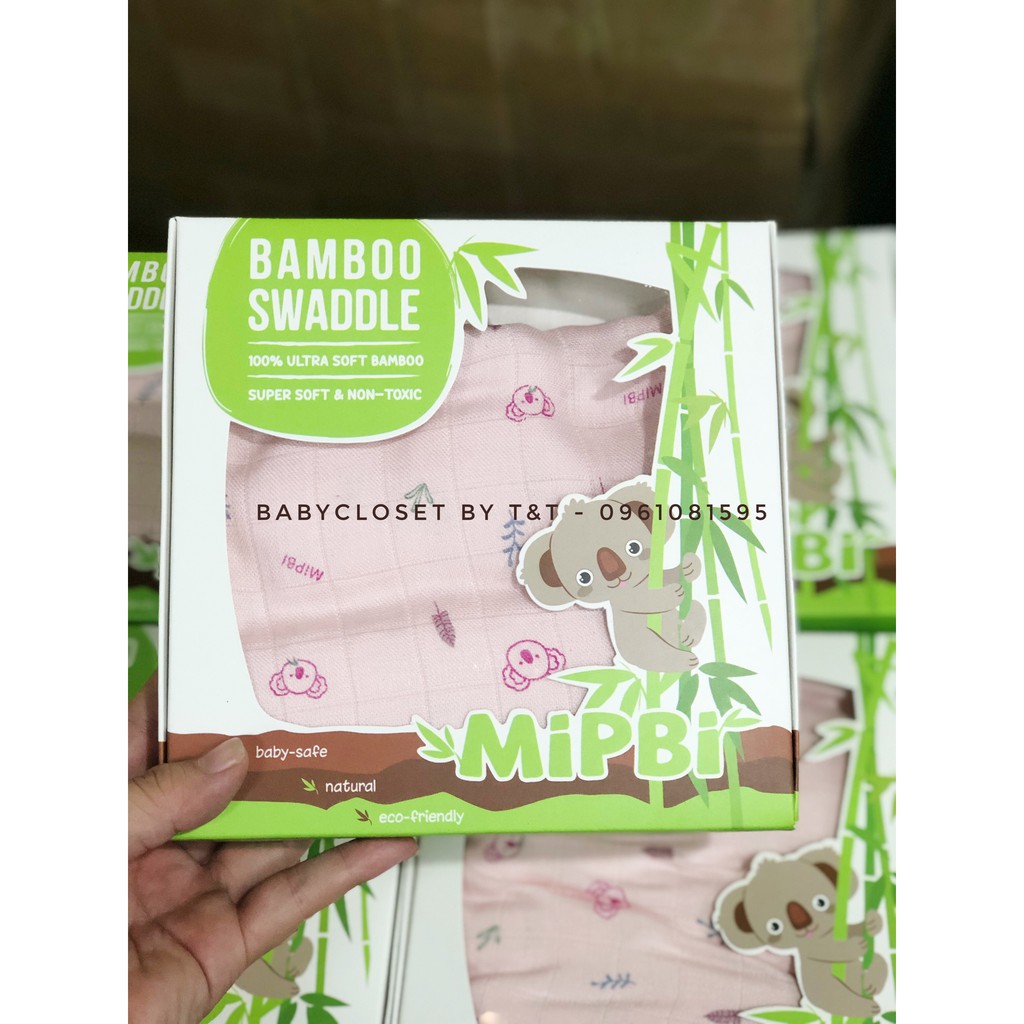 BAMBOO
SWADDLE
100% ULTRA SOFT BAMBOO
SUPER SOFT & NON-TOXIC
MiPBi
BABYCLOSET BY T&T - 0961081595
MiPBi
MiPBi
baby-safe
natural
eco-friendly